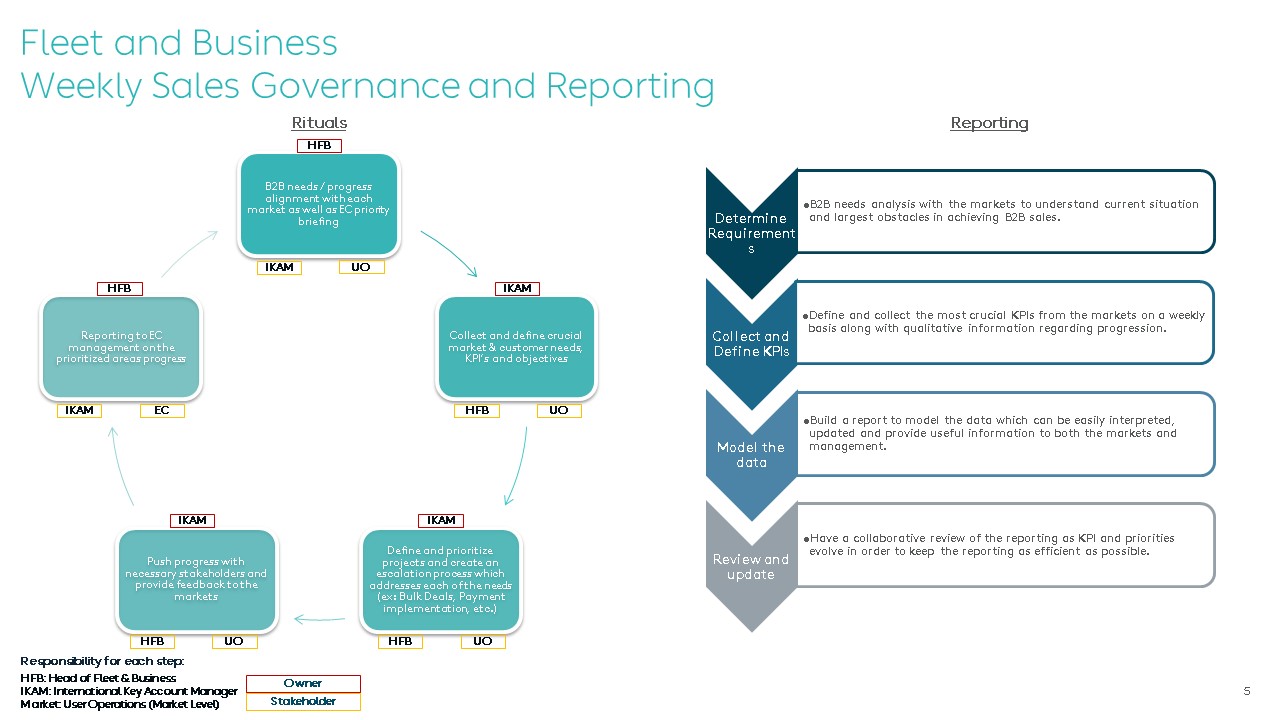 Fleet and Business
Weekly Sales Governance and Reporting
Rituals
HFB
B2B needs / progress
alignment with each
market as well as EC priority
briefing
IKAM
UO
IKAM
Collect and define crucial
market & customer needs,
KPI's and objectives
HFB
UO
IKAM
Define and prioritize
projects and create an
escalation process which
addresses each of the needs
(ex: Bulk Deals, Payment
implementation, etc.)
HFB
UO
IKAM
Push progress with
necessary stakeholders and
provide feedback to the
markets
HFB
UO
HFB
Reporting to EC
management on the
prioritized areas progress
IKAM
EC
Responsibility for each step:
HFB: Head of Fleet & Business
IKAM: International Key Account Manager
Market: User Operations (Market Level)
Owner
Stakeholder
Reporting
Determine
Requirement
s
•B2B needs analysis with the markets to understand current situation
and largest obstacles in achieving B2B sales.
Collect and
Define KPIs
•Define and collect the most crucial KPIs from the markets on a weekly
basis along with qualitative information regarding progression.
Model the
data
•Build a report to model the data which can be easily interpreted,
updated and provide useful information to both the markets and
management.
Review and
update
•Have a collaborative review of the reporting as KPI and priorities
evolve in order to keep the reporting as efficient as possible.
5